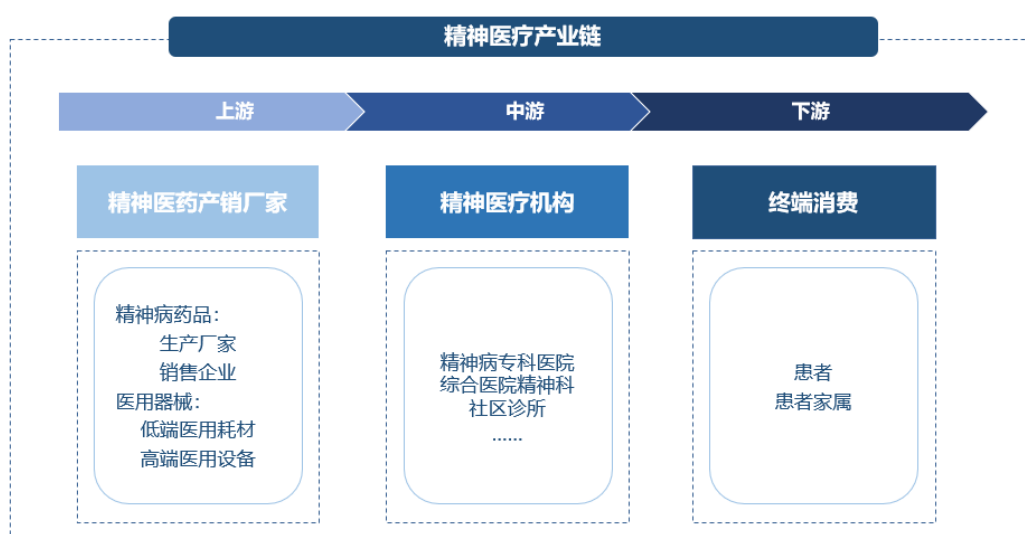 精神医疗产业链
上游
中游
下游
精神医药产销厂家
精神医疗机构
终端消费
精神病药品：
生产厂家
销售企业
医用器械：
低端医用耗材
高端医用设备
精神病专科医院
综合医院精神科
社区诊所
……
患者
患者家属